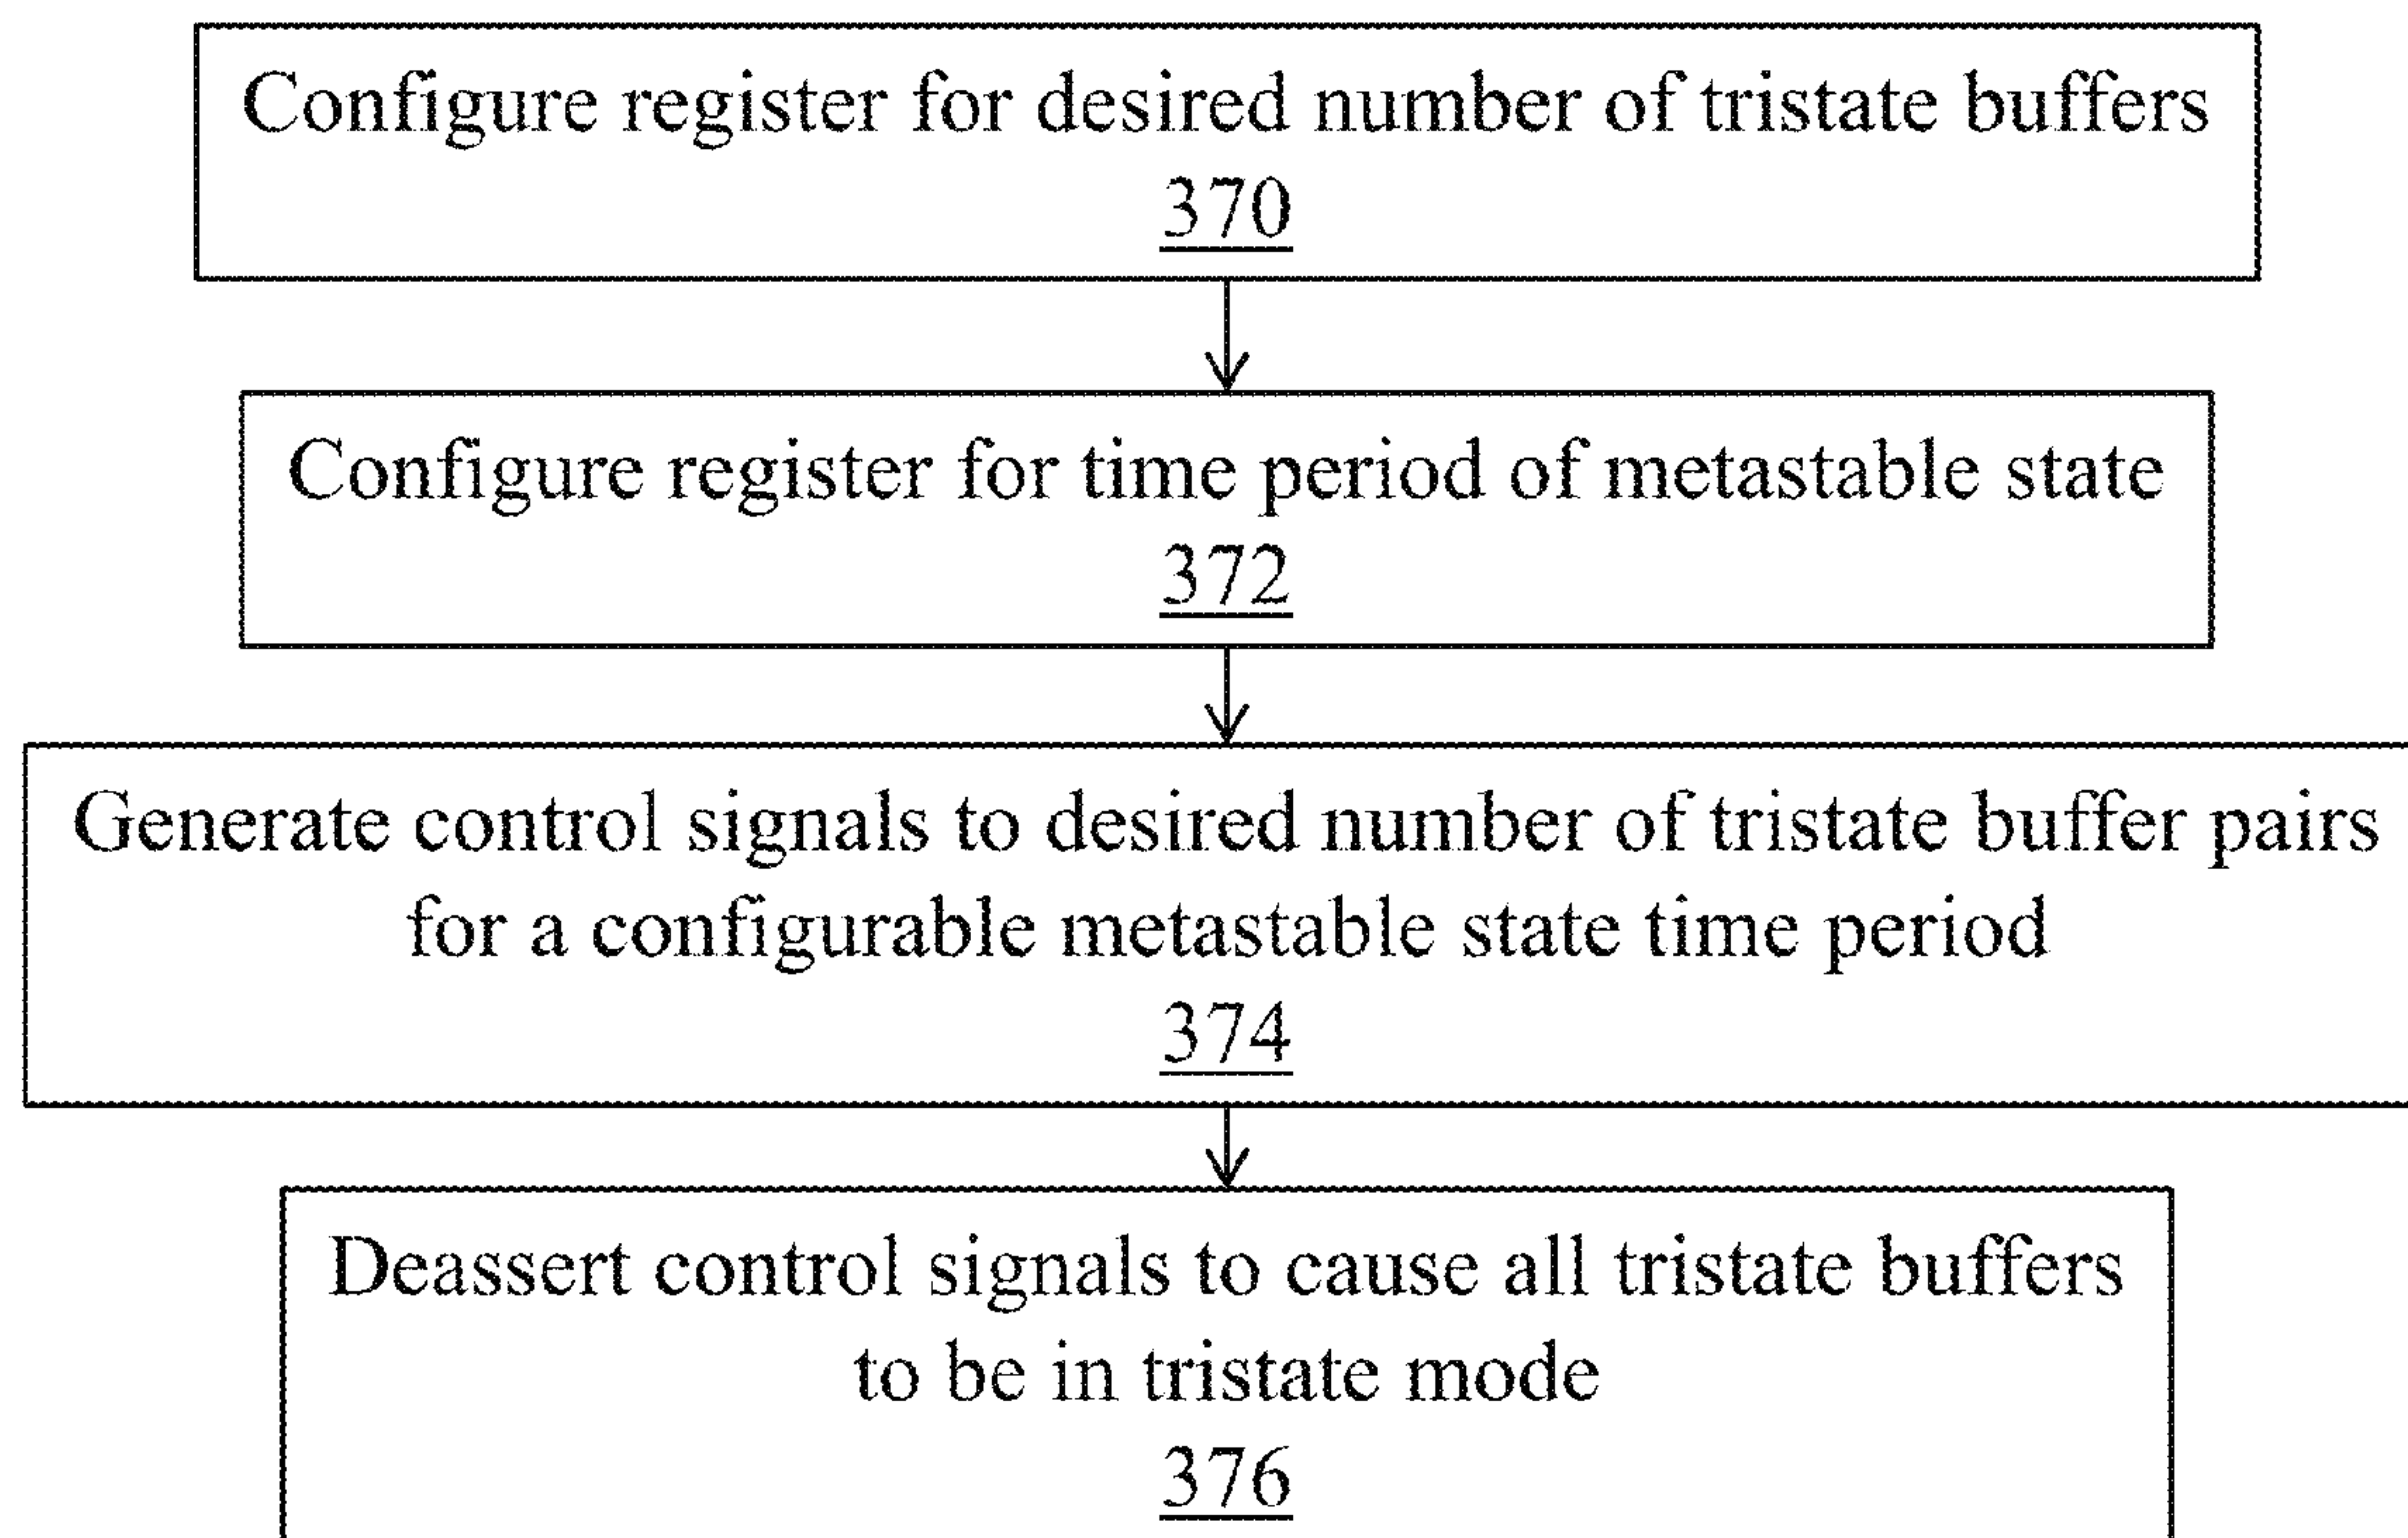 Configure register for desired number of tristate buffers
370
Configure register for time period of metastable state
372
Generate control signals to desired number of tristate buffer pairs
for a configurable metastable state time period
374
Deassert control signals to cause all tristate buffers
to be in tristate mode
376